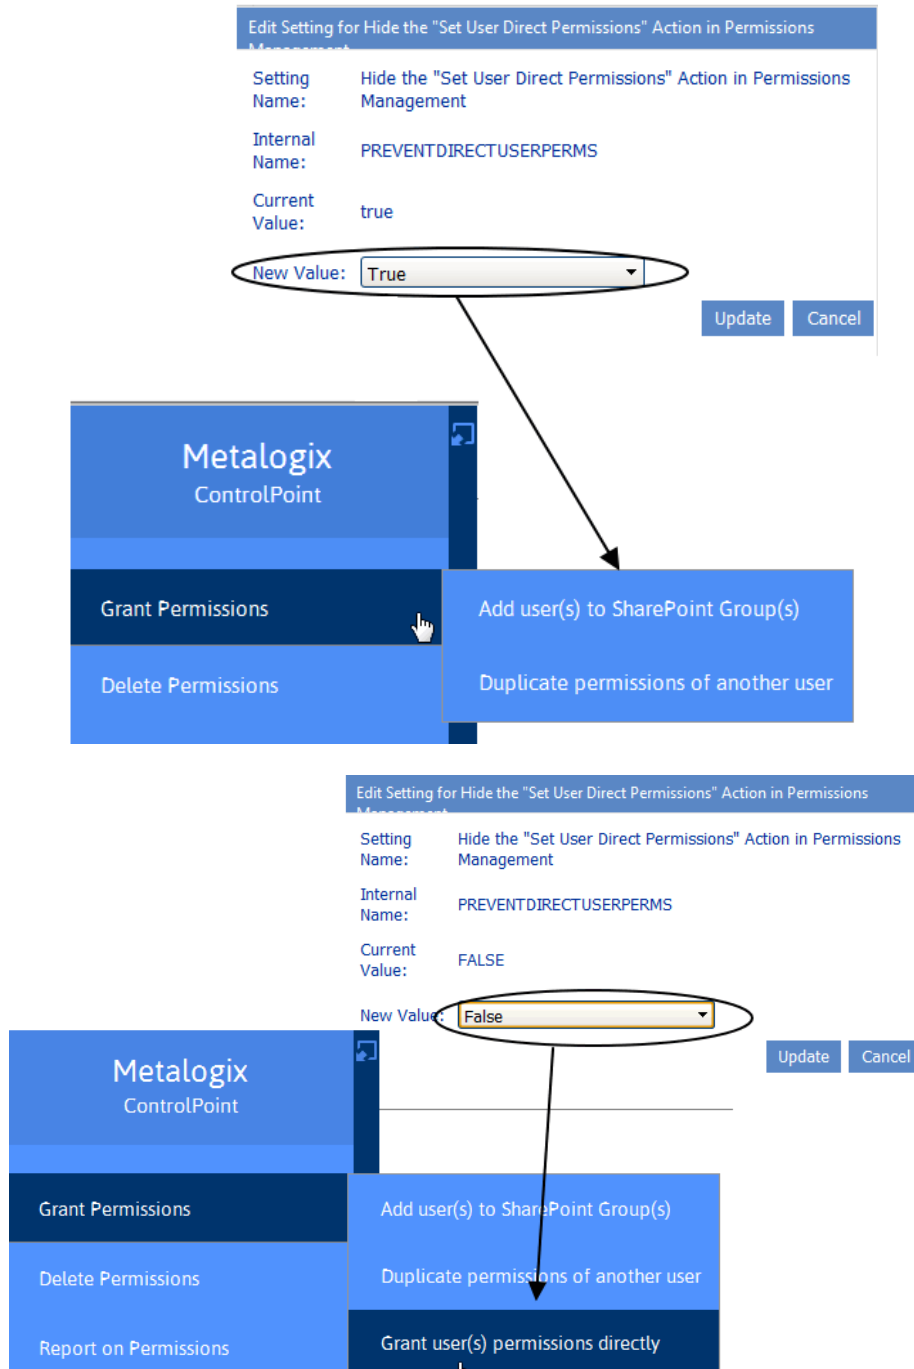 Edit Setting for Hide the "Set User Direct Permissions" Action in Permissions
Management
Setting Name: Hide the "Set User Direct Permissions" Action in Permissions Management
Internal Name: PREVENTDIRECTUSERPERMS
Current Value: true
New Value: True
Update Cancel
Metalogix
ControlPoint
Grant Permissions
Add user(s) to SharePoint Group(s)
Delete Permissions
Duplicate permissions of another user
Edit Setting for Hide the "Set User Direct Permissions" Action in Permissions
Management
Setting Name: Hide the "Set User Direct Permissions" Action in Permissions Management
Internal Name: PREVENTDIRECTUSERPERMS
Current Value: FALSE
New Value: False
Update Cancel
Metalogix
ControlPoint
Grant Permissions
Add user(s) to SharePoint Group(s)
Delete Permissions
Duplicate permissions of another user
Report on Permissions
Grant user(s) permissions directly